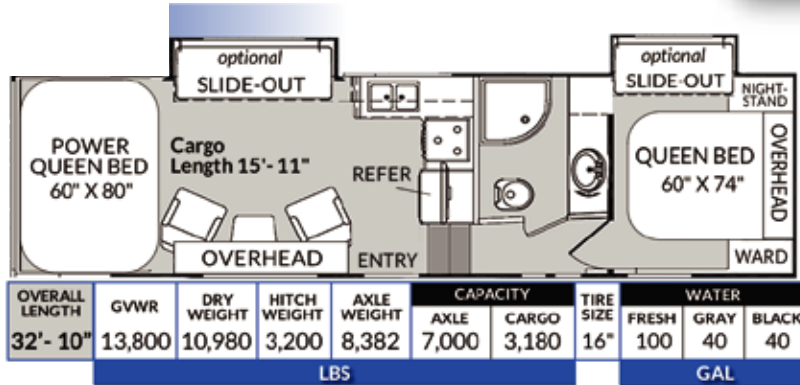 optional
SLIDE-OUT
optional
SLIDE-OUT
NIGHT-
STAND
POWER
QUEEN BED
60" X 80"
Cargo
Length 15'- 11"
REFER
QUEEN BED
60" X 74"
OVERHEAD
OVERHEAD
ENTRY
WARD
OVERALL
LENGTH
32'- 10"
GVWR
13,800
DRY
WEIGHT
10,980
HITCH
WEIGHT
3,200
AXLE
WEIGHT
8,382
CAPACITY
AXLE
7,000
CARGO
3,180
TIRE
SIZE
16"
WATER
FRESH
100
GRAY
40
BLACK
40
LBS
GAL